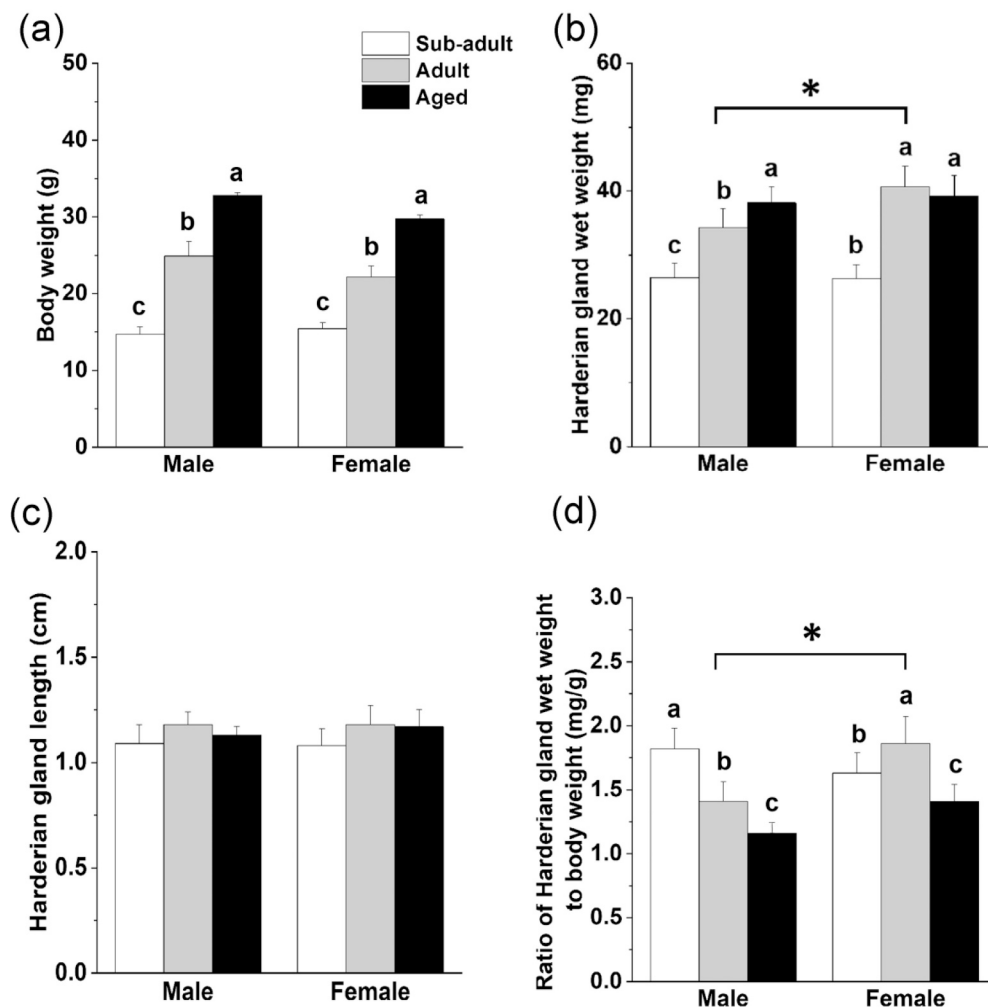 (a)
Sub-adult
Adult
Aged
Body weight (g)
50
40
30
20
10
0
c
b
a
c
b
a
Male
Female
(b)
Harderian gland wet weight (mg)
60
40
20
0
*
c
b
a
b
a
a
Male
Female
(c)
Harderian gland length (cm)
2.0
1.5
1.0
0.5
0.0
Male
Female
(d)
Ratio of Harderian gland wet weight
to body weight (mg/g)
3.0
2.5
2.0
1.5
1.0
0.5
0.0
*
a
b
c
b
a
c
Male
Female